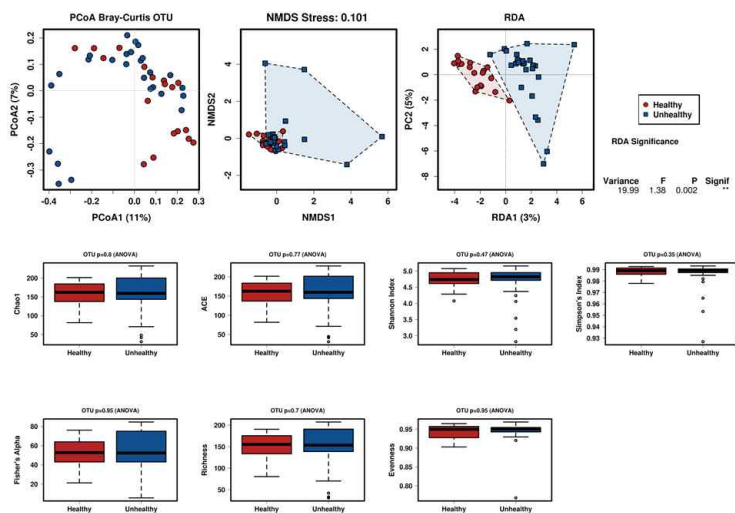 PCoA Bray-Curtis OTU
NMDS Stress: 0.101
RDA
0.2
0.1
0.0
-0.1
-0.2
-0.3
PCoA2 (7%)
-0.4 -0.3 -0.2 -0.1 0.0 0.1 0.2 0.3
PCoA1 (11%)
4
2
0
-2
NMDS2
-2 0 2 4 6
NMDS1
2
0
-2
-4
-6
-8
PC2 (5%)
-4 -2 0 2 4 6
RDA1 (3%)
Healthy
Unhealthy
RDA Significance
Variance F P Signif
19.99 1.38 0.002 **
OTU p=0.8 (ANOVA)
Chao1
200
150
100
50
Healthy Unhealthy
OTU p=0.77 (ANOVA)
ACE
200
150
100
50
Healthy Unhealthy
OTU p=0.47 (ANOVA)
Shannon Index
5.0
4.5
4.0
3.5
3.0
Healthy Unhealthy
OTU p=0.35 (ANOVA)
Simpson's Index
0.99
0.98
0.97
0.96
0.95
0.94
0.93
Healthy Unhealthy
OTU p=0.95 (ANOVA)
Fisher's Alpha
80
60
40
20
Healthy Unhealthy
OTU p=0.7 (ANOVA)
Richness
200
150
100
50
Healthy Unhealthy
OTU p=0.95 (ANOVA)
Evenness
0.95
0.90
0.85
0.80
Healthy Unhealthy